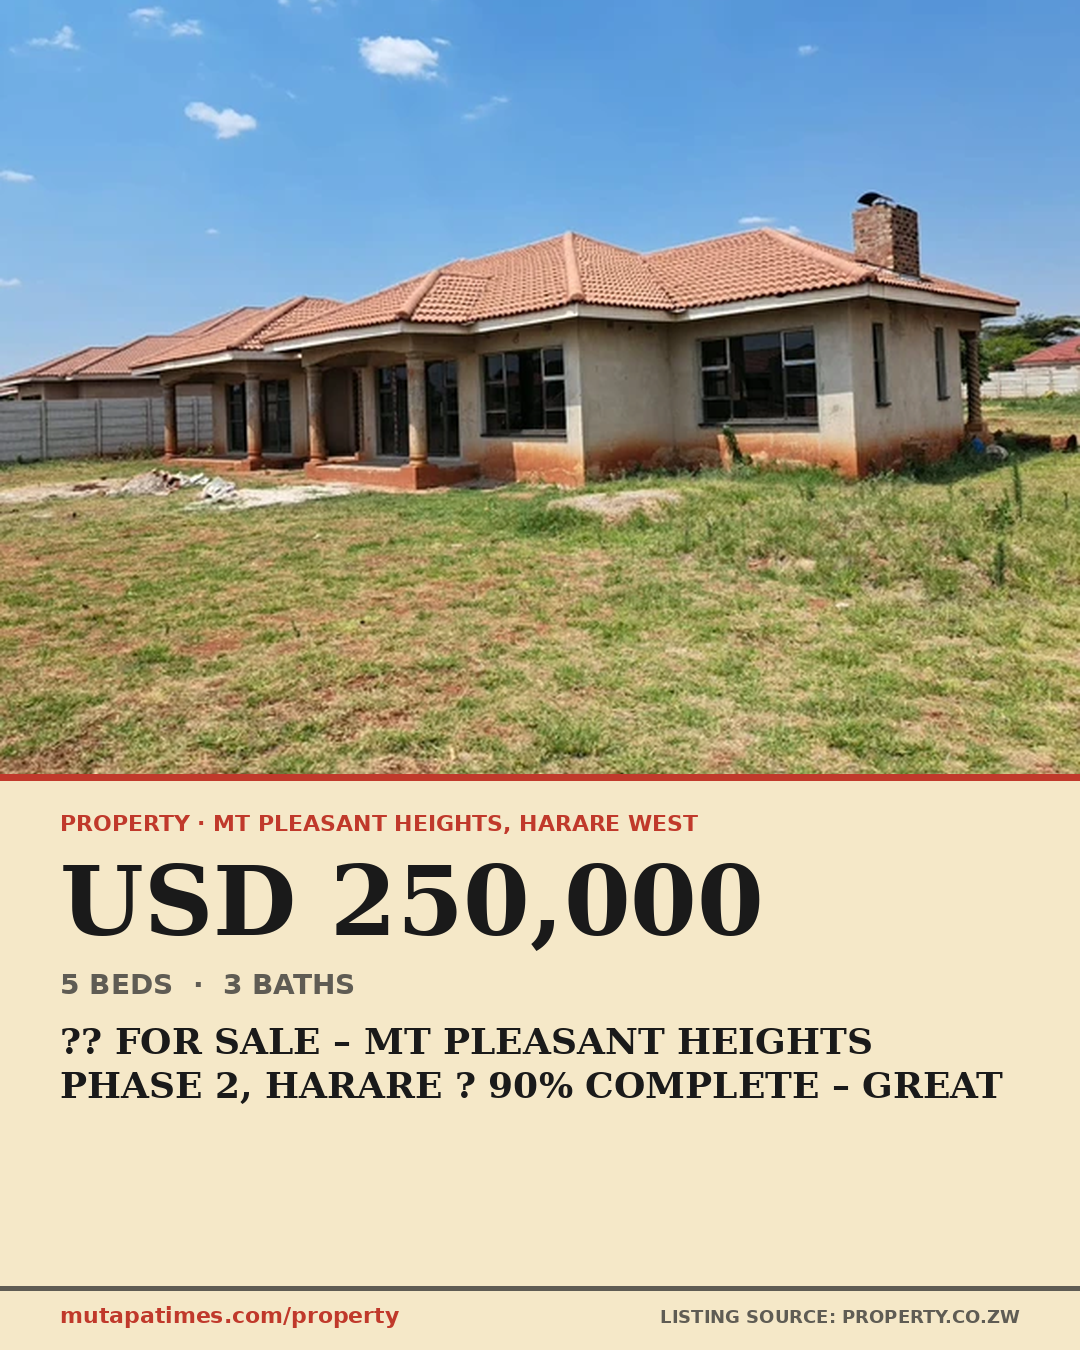 PROPERTY · MT PLEASANT HEIGHTS, HARARE WEST
USD 250,000
5 BEDS · 3 BATHS
?? FOR SALE – MT PLEASANT HEIGHTS
PHASE 2, HARARE ? 90% COMPLETE – GREAT
mutapatimes.com/property
LISTING SOURCE: PROPERTY.CO.ZW